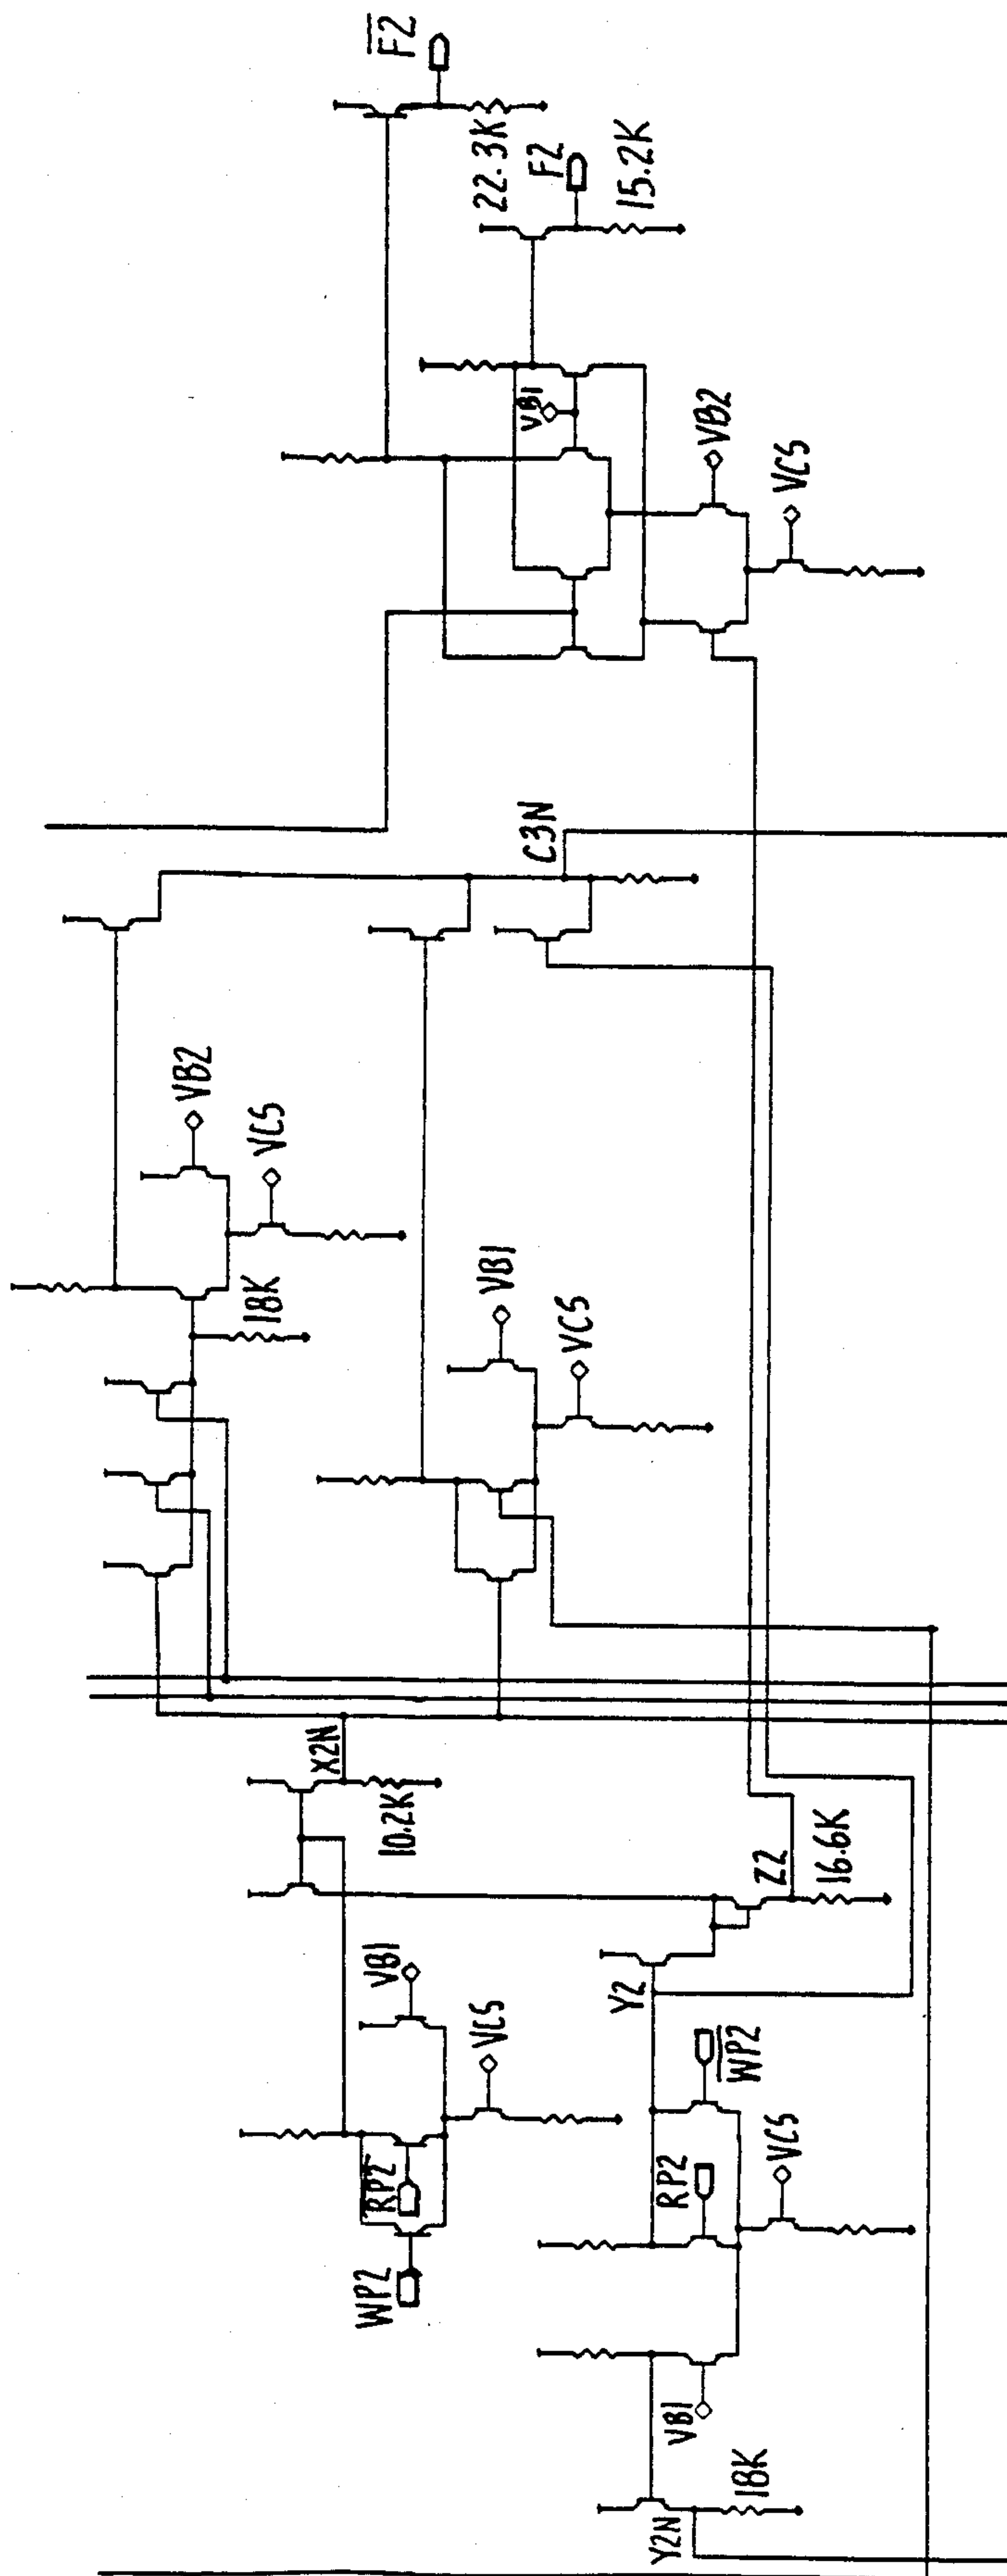 F2
22.3K
F2
15.2K
VB1
VB2
VCS
C3N
VB2
VCS
18K
VB1
VCS
X2N
10.2K
Z2
16.6K
VB1
VCS
Y2
WP2
RP2
VCS
RP2
WP2
VB1
18K
Y2N